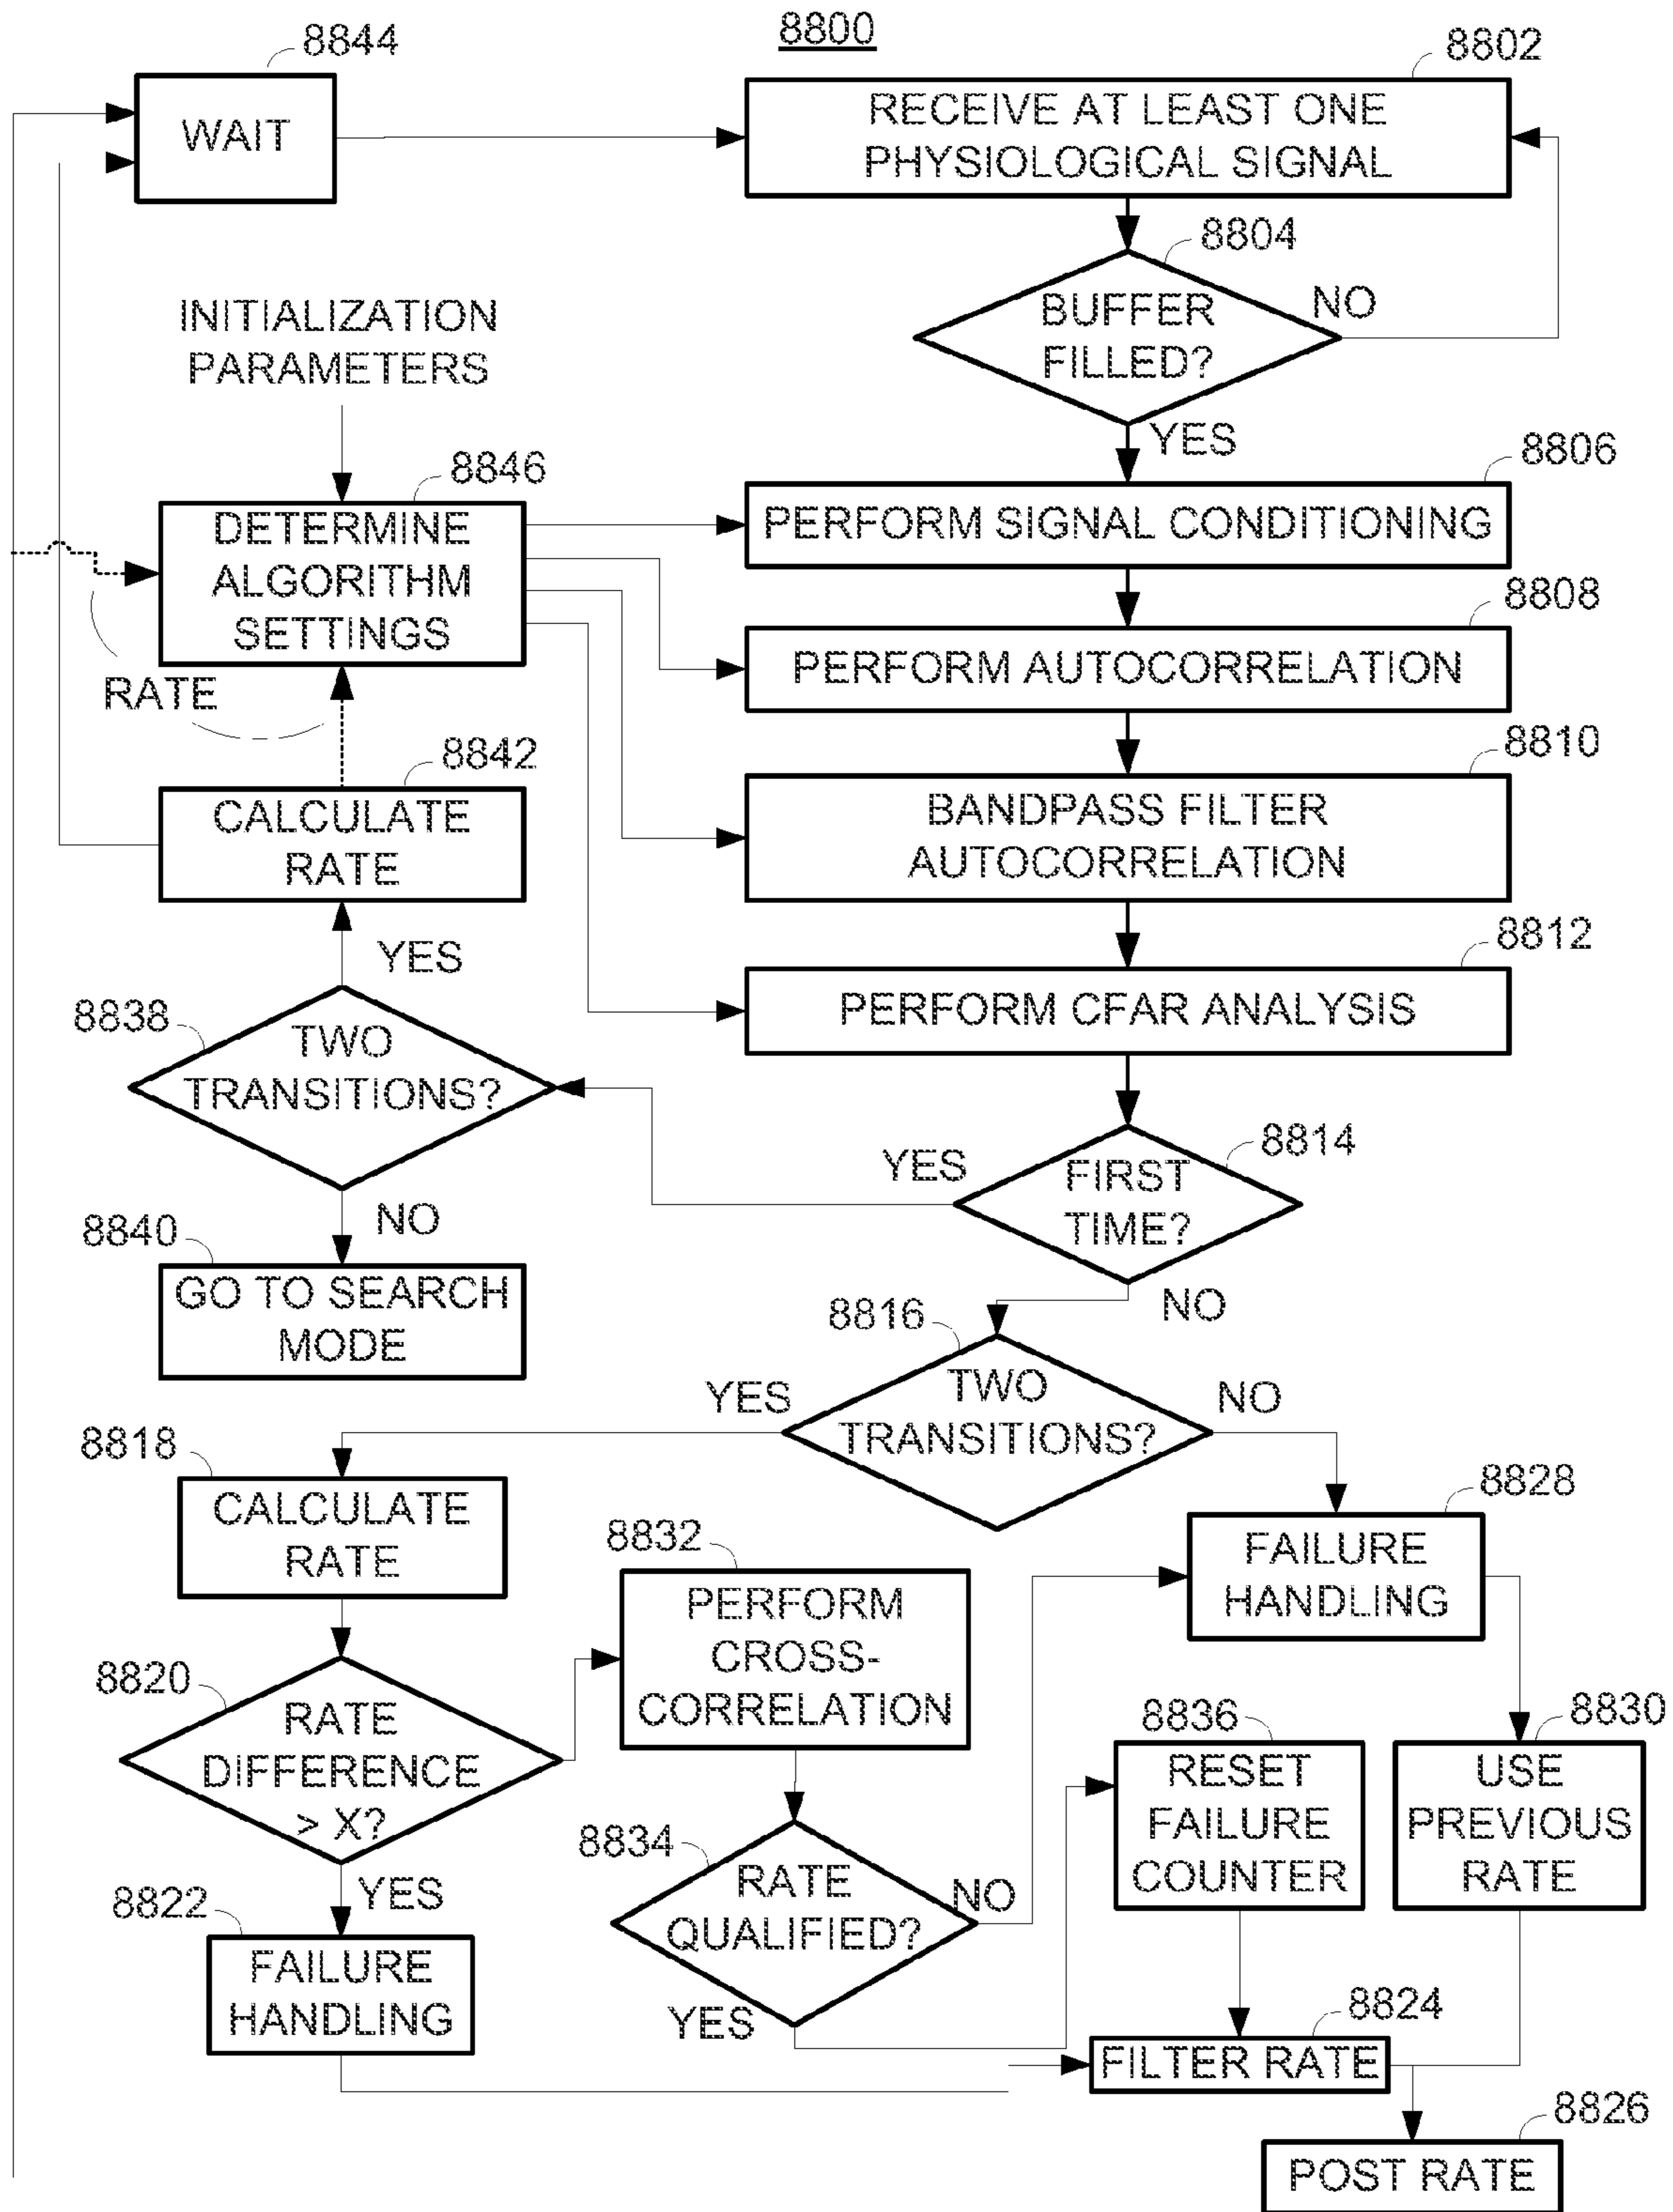 8800
8844
WAIT
8802
RECEIVE AT LEAST ONE
PHYSIOLOGICAL SIGNAL
8804
BUFFER
FILLED?
NO
YES
INITIALIZATION
PARAMETERS
8846
DETERMINE
ALGORITHM
SETTINGS
8806
PERFORM SIGNAL CONDITIONING
8808
PERFORM AUTOCORRELATION
RATE
8842
CALCULATE
RATE
8810
BANDPASS FILTER
AUTOCORRELATION
YES
8812
PERFORM CFAR ANALYSIS
8838
TWO
TRANSITIONS?
8814
FIRST
TIME?
YES
NO
NO
8840
GO TO SEARCH
MODE
8816
TWO
TRANSITIONS?
YES
NO
8818
CALCULATE
RATE
8828
FAILURE
HANDLING
8832
PERFORM
CROSS-
CORRELATION
8820
RATE
DIFFERENCE
> X?
YES
8836
RESET
FAILURE
COUNTER
8830
USE
PREVIOUS
RATE
8834
RATE
QUALIFIED?
NO
YES
8822
FAILURE
HANDLING
8824
FILTER RATE
8826
POST RATE